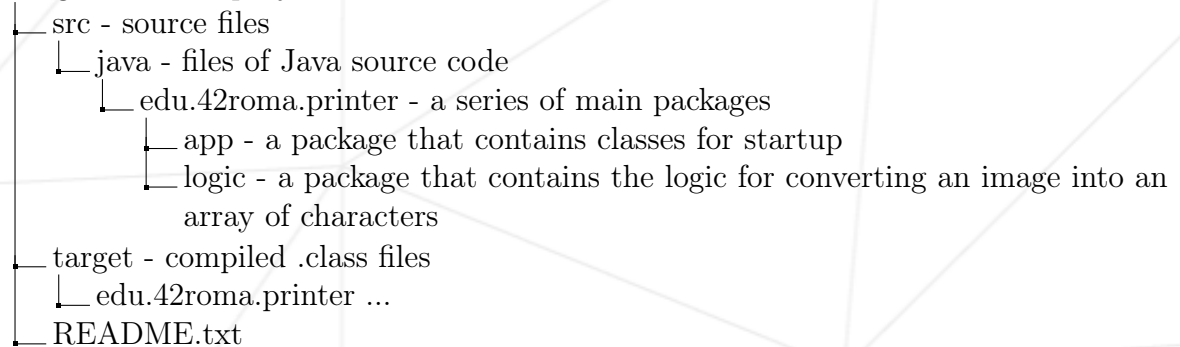 src - source files
java - files of Java source code
edu.42roma.printer - a series of main packages
app - a package that contains classes for startup
logic - a package that contains the logic for converting an image into an
array of characters
target - compiled .class files
edu.42roma.printer ...
README.txt